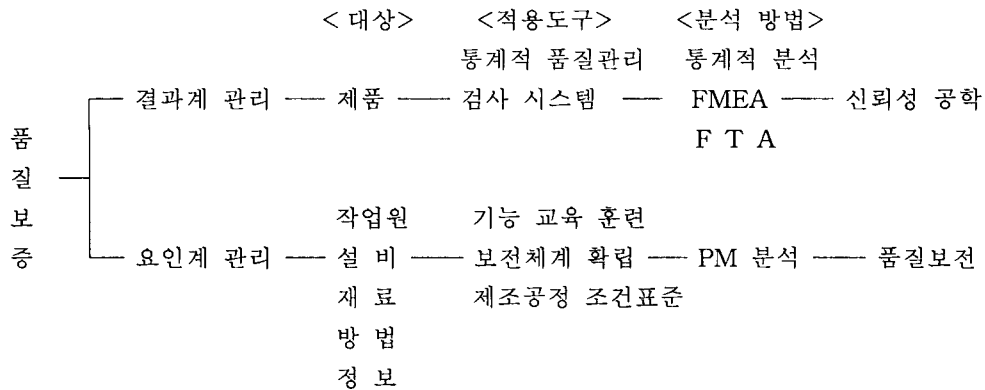 <대상> <적용도구> <분석 방법>
통계적 품질관리 통계적 분석
결과계 관리 제품 검사 시스템 FMEA 신뢰성 공학
F T A
품질보증
작업원 기능 교육 훈련
요인계 관리 설 비 보전체계 확립 PM 분석 품질보전
재 료 제조공정 조건표준
방 법
정 보